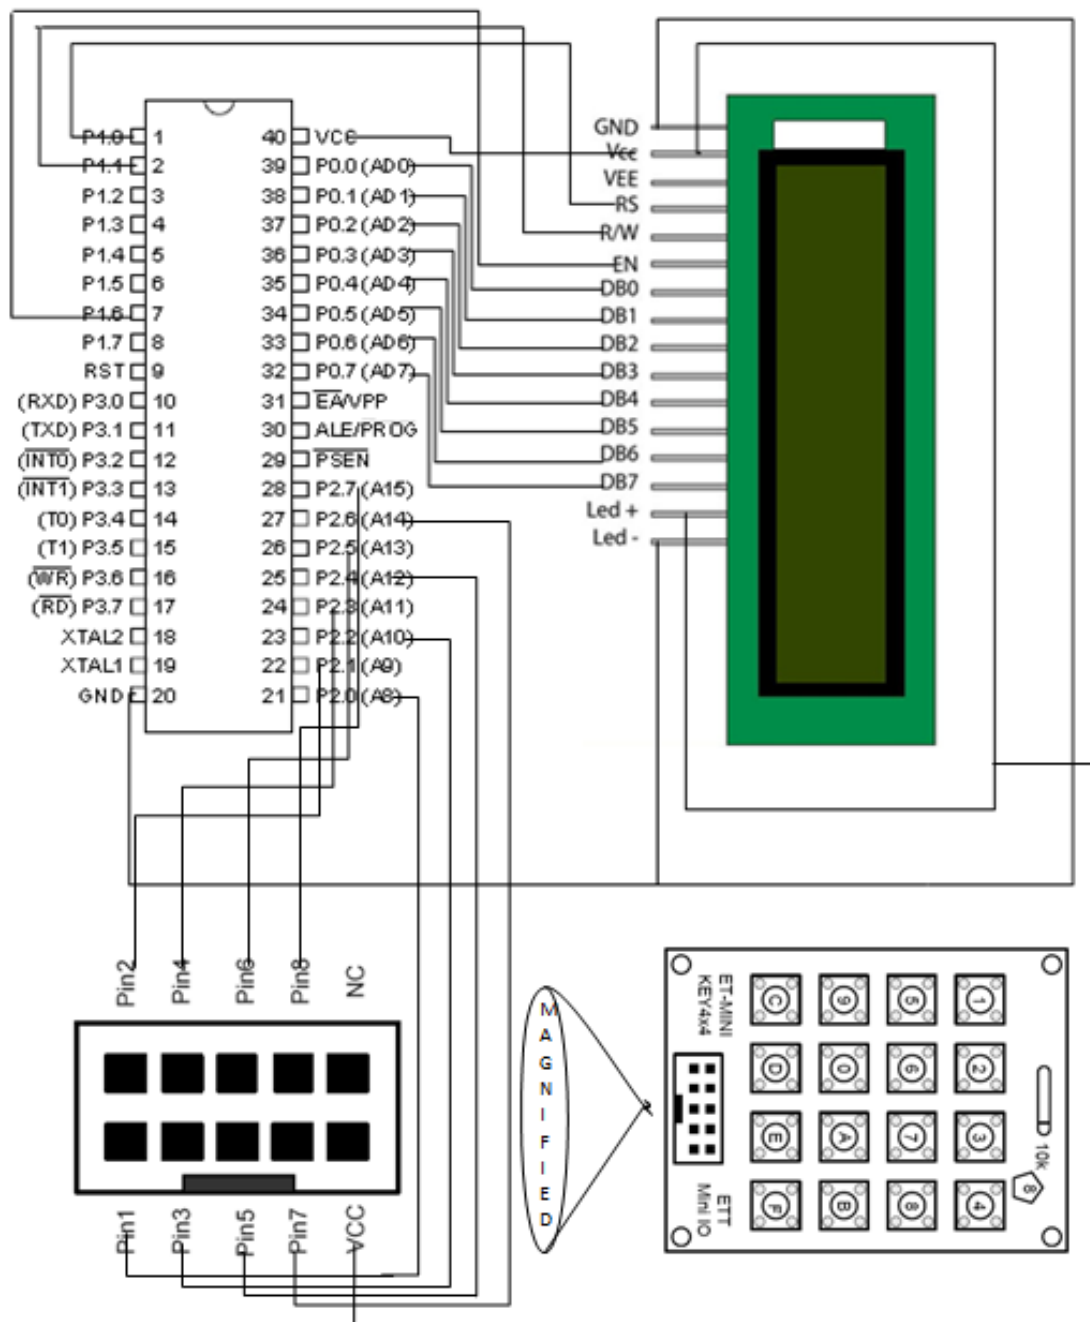 P1.0 1 40 VCC
P1.1 2 39 P0.0 (AD0)
P1.2 3 38 P0.1 (AD1)
P1.3 4 37 P0.2 (AD2)
P1.4 5 36 P0.3 (AD3)
P1.5 6 35 P0.4 (AD4)
P1.6 7 34 P0.5 (AD5)
P1.7 8 33 P0.6 (AD6)
RST 9 32 P0.7 (AD7)
(RXD) P3.0 10 31 EA/VPP
(TXD) P3.1 11 30 ALE/PROG
(INT0) P3.2 12 29 PSEN
(INT1) P3.3 13 28 P2.7 (A15)
(T0) P3.4 14 27 P2.6 (A14)
(T1) P3.5 15 26 P2.5 (A13)
(WR) P3.6 16 25 P2.4 (A12)
(RD) P3.7 17 24 P2.3 (A11)
XTAL2 18 23 P2.2 (A10)
XTAL1 19 22 P2.1 (A9)
GND 20 21 P2.0 (A8)
GND
Vcc
VEE
RS
R/W
EN
DB0
DB1
DB2
DB3
DB4
DB5
DB6
DB7
Led +
Led -
Pin2 Pin4 Pin6 Pin8 NC
Pin1 Pin3 Pin5 Pin7 VCC
MAGNIFIED
ET-MINI
KEY4x4
C 9 5 1
D 0 6 2
E A 7 3
F B 8 4
10k
8
ETT
Mini IO